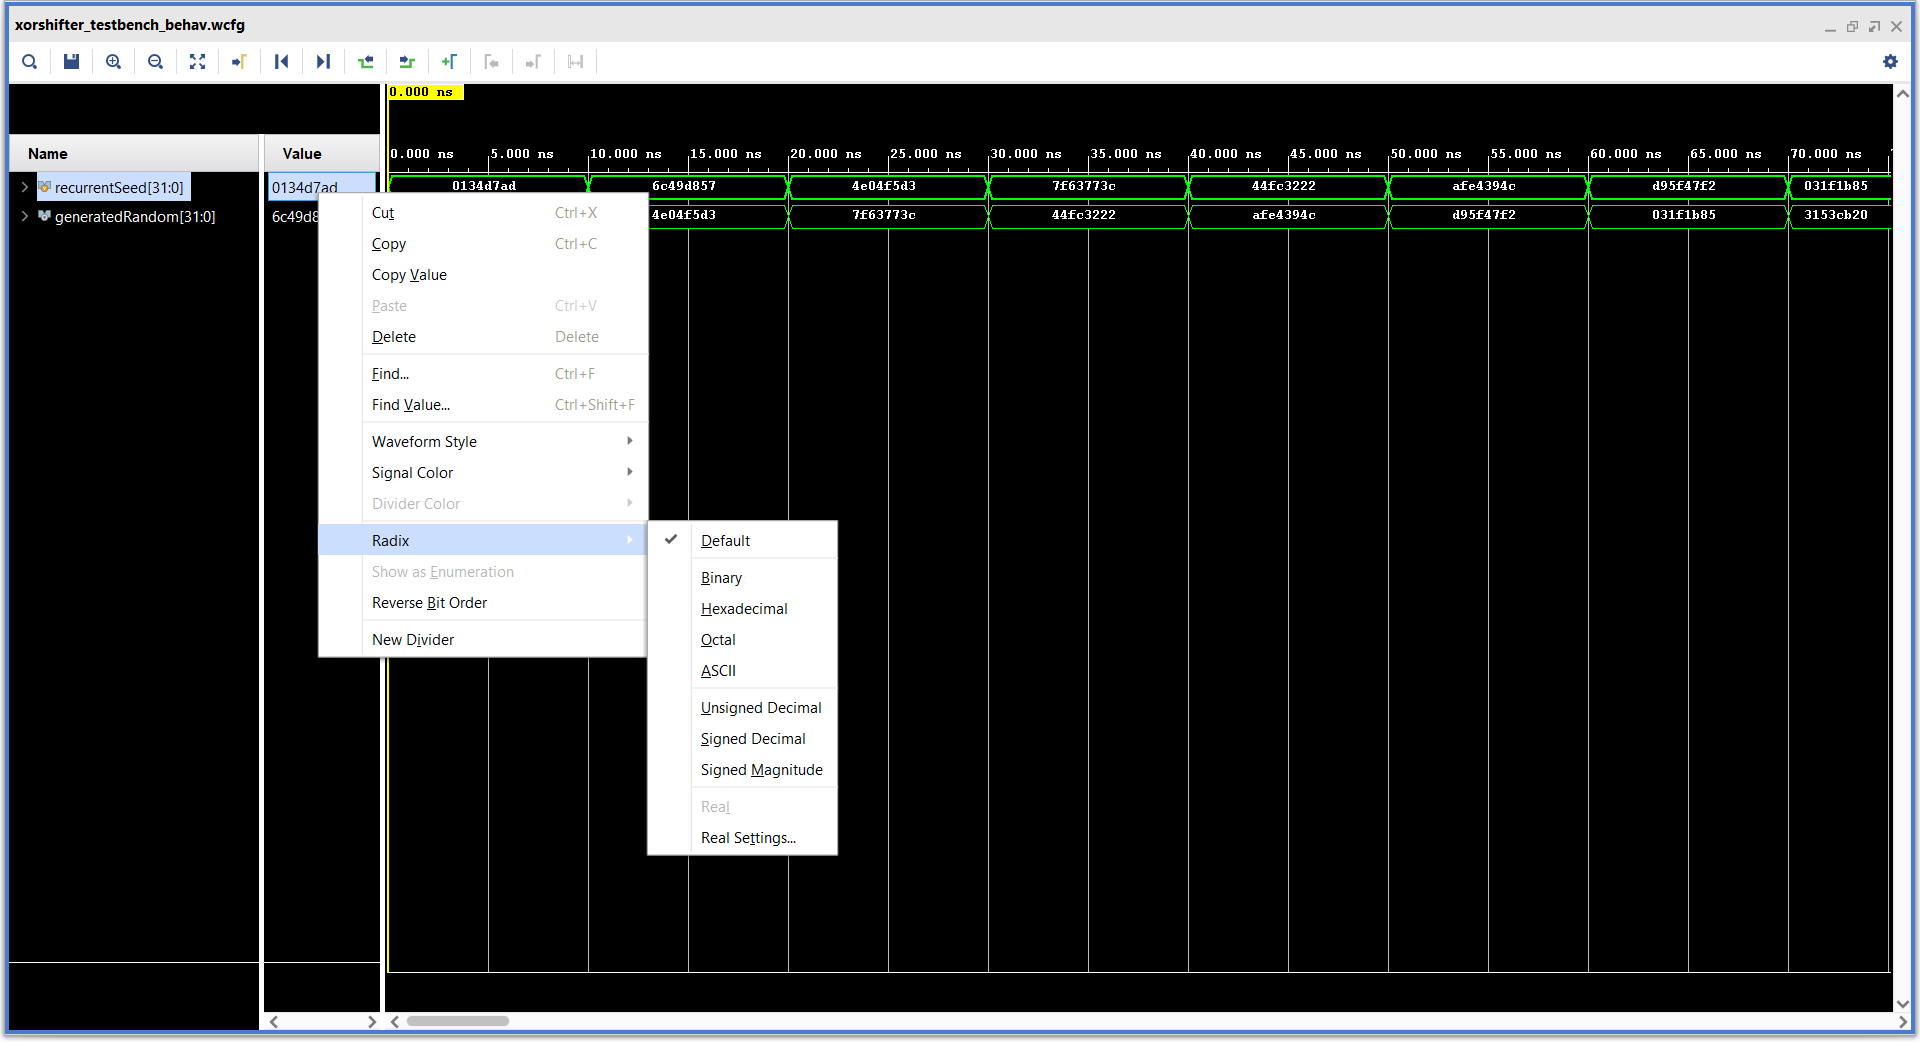 xorshifter_testbench_behav.wcfg
0.000 ns
Name Value 0.000 ns 5.000 ns 10.000 ns 15.000 ns 20.000 ns 25.000 ns 30.000 ns 35.000 ns 40.000 ns 45.000 ns 50.000 ns 55.000 ns 60.000 ns 65.000 ns 70.000 ns
recurrentSeed[31:0] 0134d7ad 0134d7ad 6c49d857 4e04f5d3 7f63773c 44fc3222 afe4394c d95f47f2 031f1b85
generatedRandom[31:0] 6c49d8 4e04f5d3 7f63773c 44fc3222 afe4394c d95f47f2 031f1b85 3153cb20
Cut Ctrl+X
Copy Ctrl+C
Copy Value
Paste Ctrl+V
Delete Delete
Find... Ctrl+F
Find Value... Ctrl+Shift+F
Waveform Style
Signal Color
Divider Color
Radix
Show as Enumeration
Reverse Bit Order
New Divider
Default
Binary
Hexadecimal
Octal
ASCII
Unsigned Decimal
Signed Decimal
Signed Magnitude
Real
Real Settings...